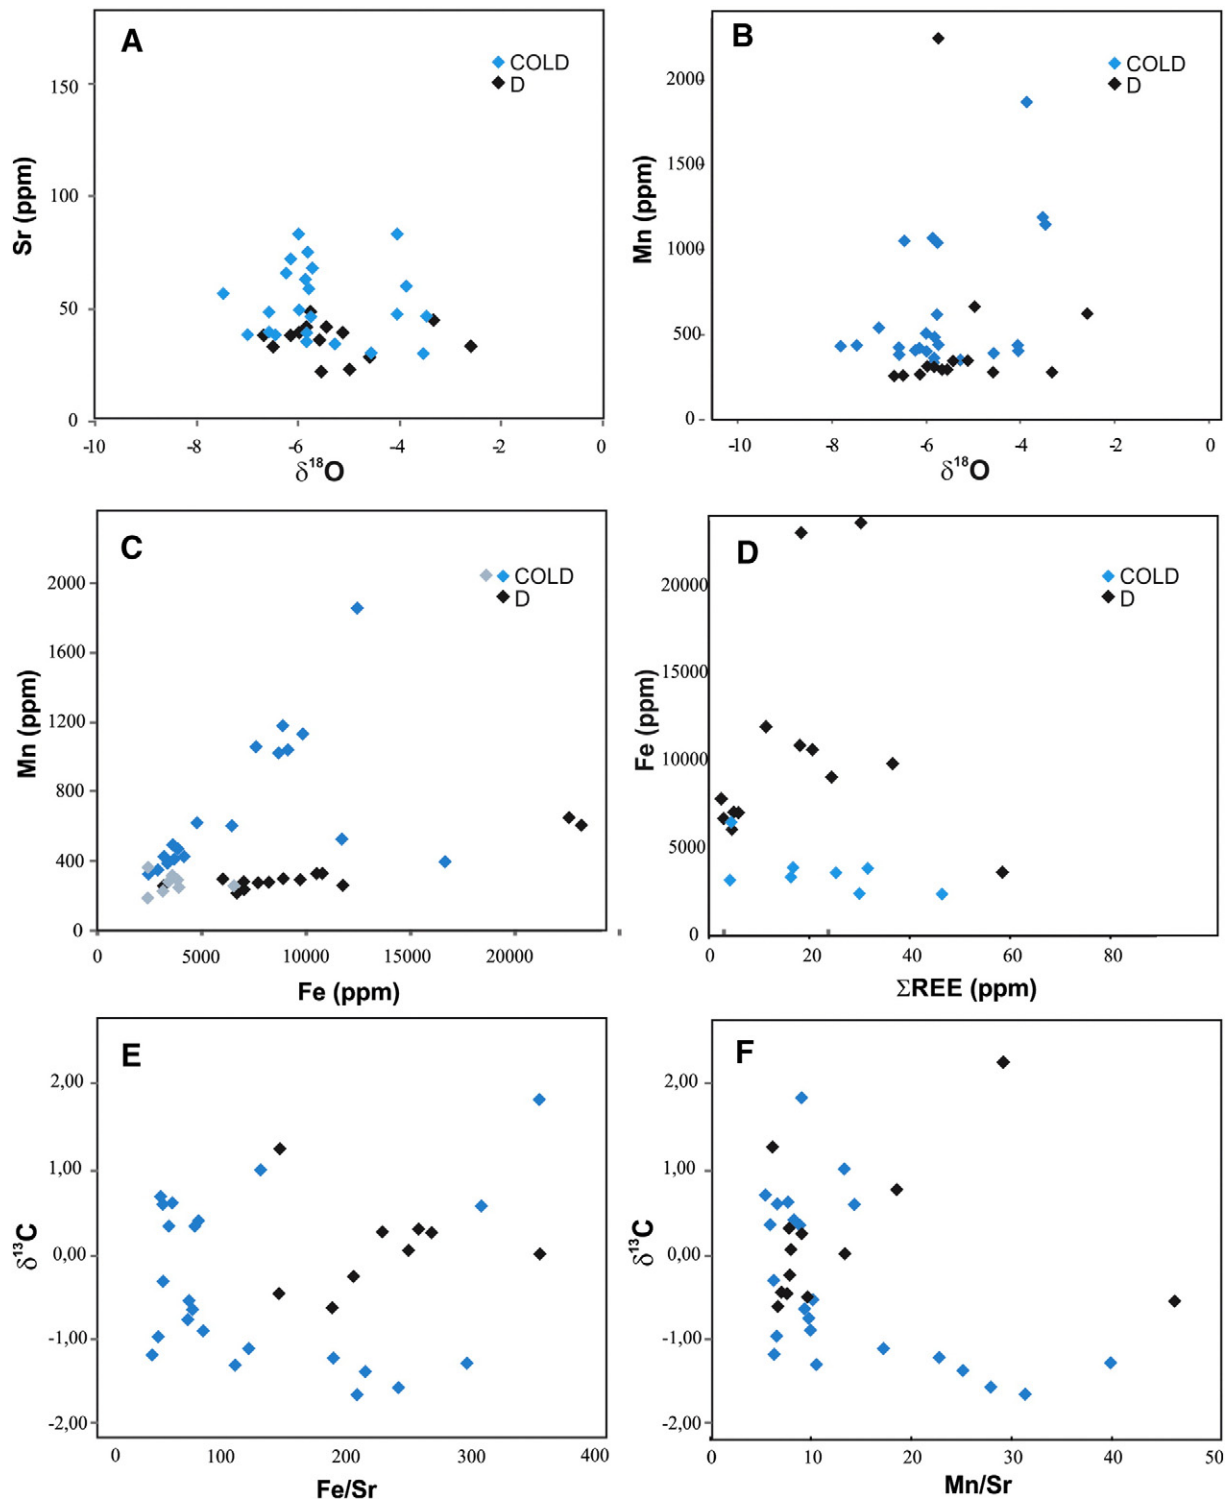 A
COLD
D
150
100
50
0
-10
-8
-6
-4
-2
0
Sr (ppm)
δ18O
B
COLD
D
2000
1500
1000
500
0
-10
-8
-6
-4
-2
0
Mn (ppm)
δ18O
C
COLD
D
2000
1600
1200
800
400
0
0
5000
10000
15000
20000
Mn (ppm)
Fe (ppm)
D
COLD
D
20000
15000
10000
5000
0
0
20
40
60
80
Fe (ppm)
ΣREE (ppm)
E
2,00
1,00
0,00
-1,00
-2,00
0
100
200
300
400
δ13C
Fe/Sr
F
2,00
1,00
0,00
-1,00
-2,00
0
10
20
30
40
50
δ13C
Mn/Sr